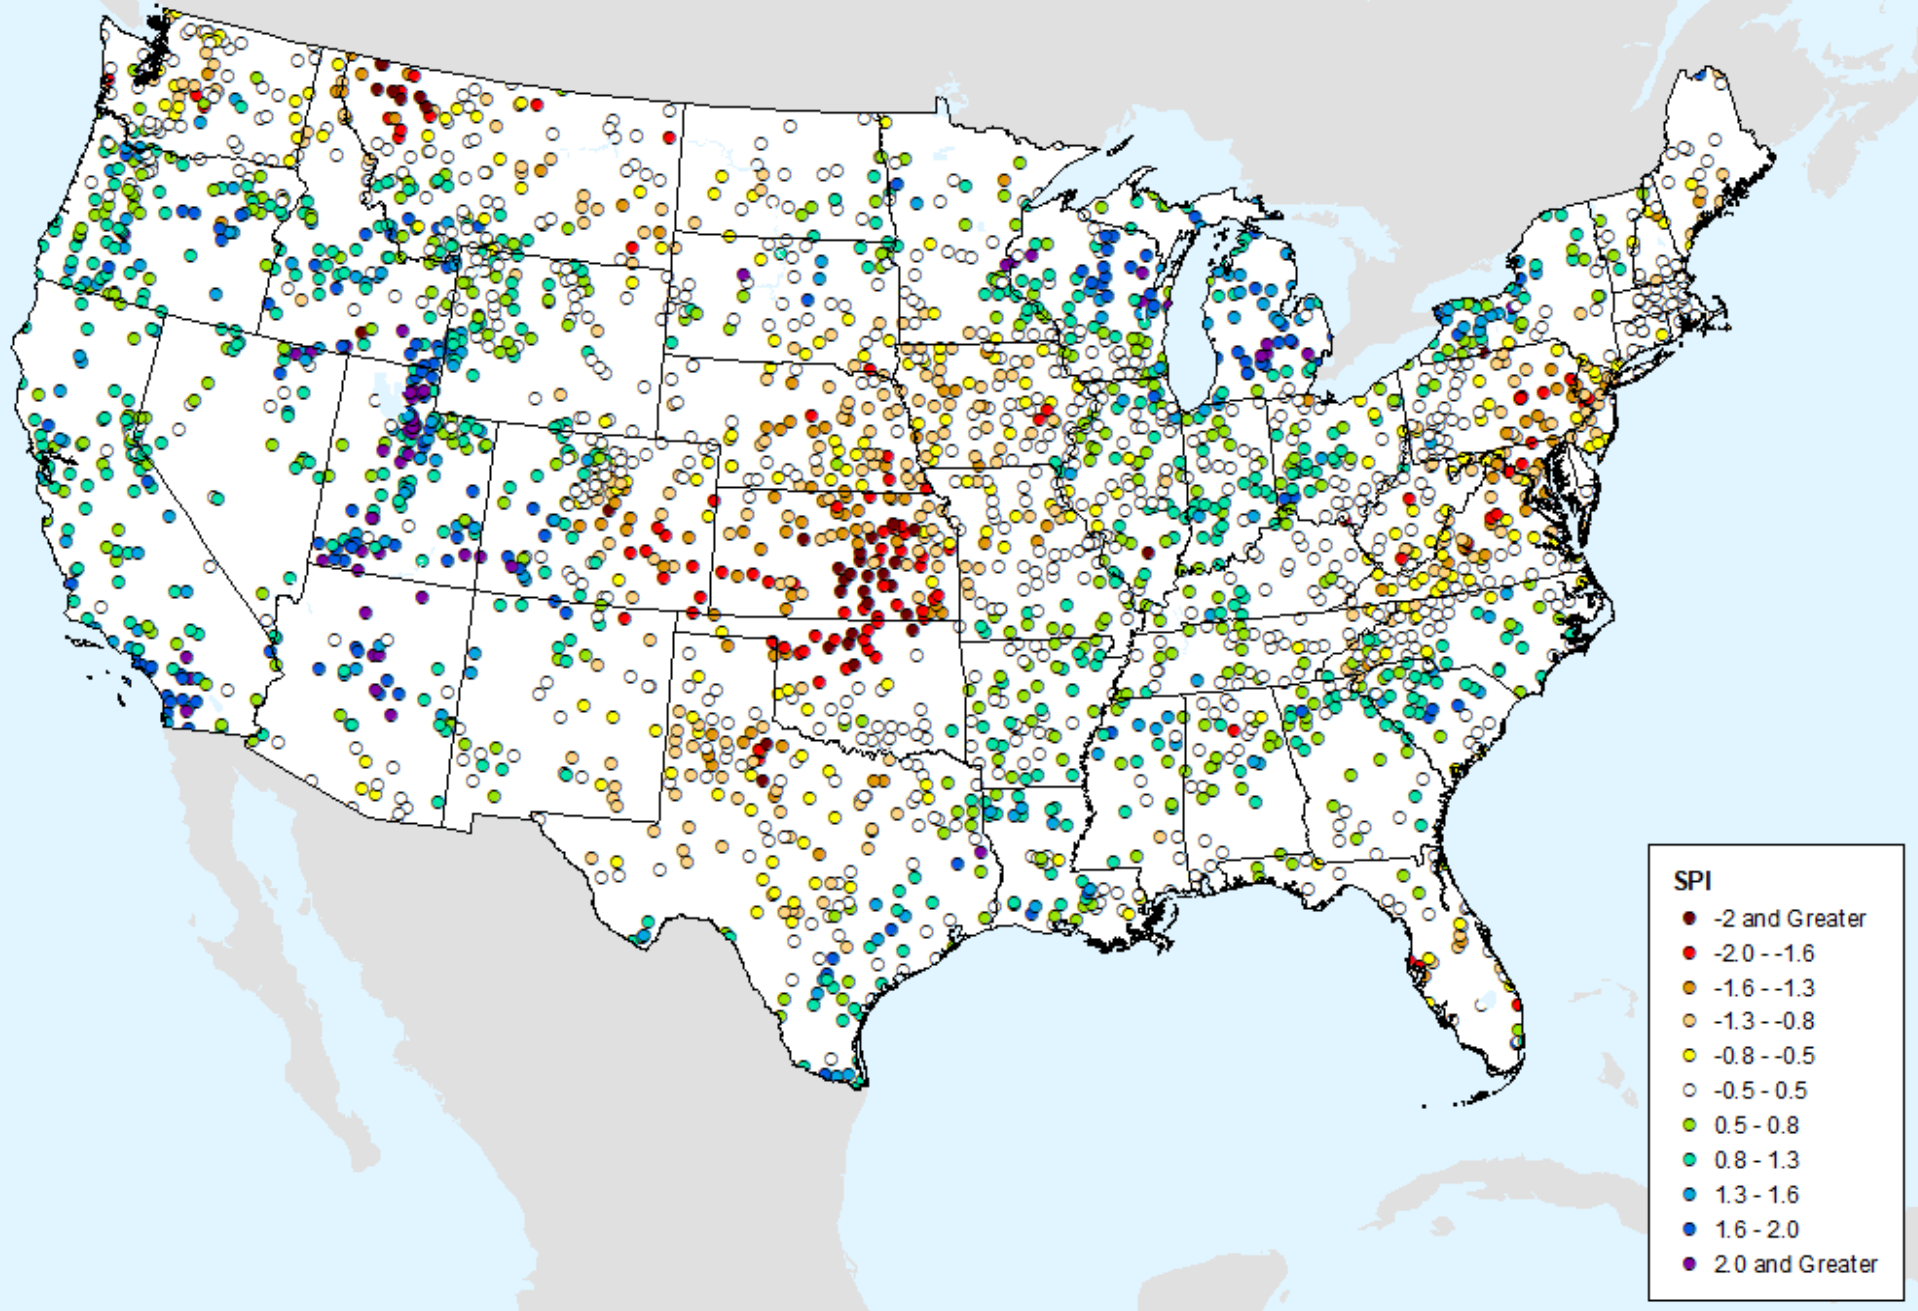 SPI
-2 and Greater
-2.0 - -1.6
-1.6 - -1.3
-1.3 - -0.8
-0.8 - -0.5
-0.5 - 0.5
0.5 - 0.8
0.8 - 1.3
1.3 - 1.6
1.6 - 2.0
2.0 and Greater